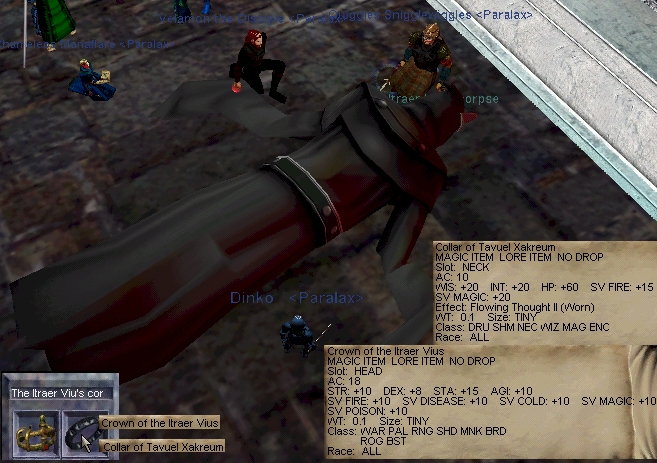 <Paralax>
Sniggledwiggles <Paralax>
<Paralax
corpse
Dinko <Paralax>
Collar of Tavuel Xakreum
MAGIC ITEM LORE ITEM NO DROP
Slot: NECK
AC: 10
WIS: +20 INT: +20 HP: +60 SV FIRE: +15
SV MAGIC: +20
Effect: Flowing Thought II (Worn)
WT: 0.1 Size: TINY
Class: DRU SHM NEC WIZ MAG ENC
Race: ALL
Crown of the Itraer Vius
MAGIC ITEM LORE ITEM NO DROP
Slot: HEAD
AC: 18
STR: +10 DEX: +8 STA: +15 AGI: +10
SV FIRE: +10 SV DISEASE: +10 SV COLD: +10 SV MAGIC: +10
SV POISON: +10
WT: 0.1 Size: TINY
Class: WAR PAL RNG SHD MNK BRD
ROG BST
Race: ALL
The Itraer Viu's cor
Crown of the Itraer Vius
Collar of Tavuel Xakreum